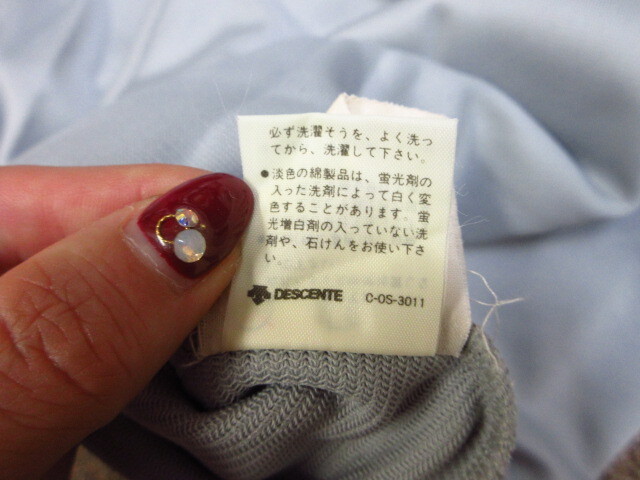 必ず洗濯そうを、よく洗っ
てから、洗濯して下さい。
●淡色の綿製品は、蛍光剤の
入った洗剤によって白く変
色することがあります。蛍
光増白剤の入っていない洗
剤や、石けんをお使い下さ
い。
DESCENTE C-OS-3011